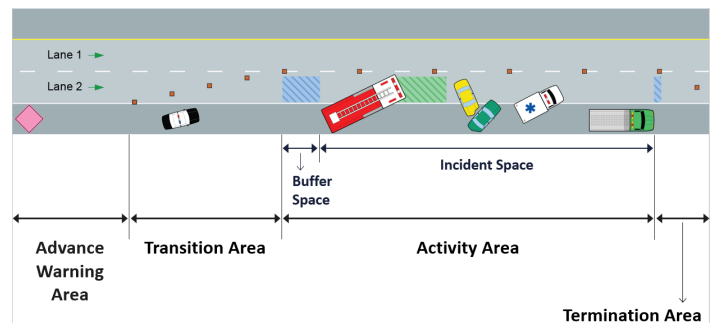 Lane 1
Lane 2
Incident Space
Buffer
Space
Advance
Warning
Area
Transition Area
Activity Area
Termination Area